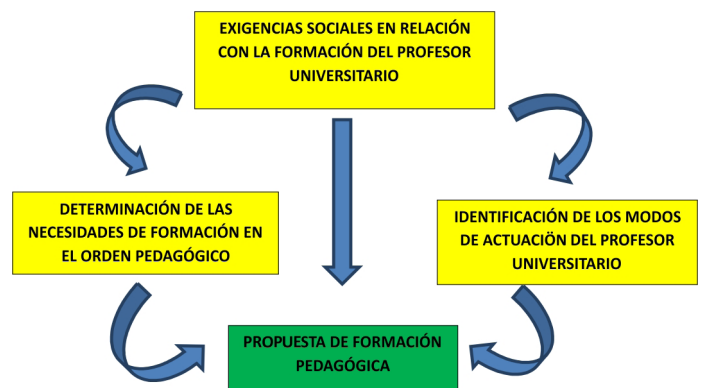 EXIGENCIAS SOCIALES EN RELACIÓN
CON LA FORMACIÓN DEL PROFESOR
UNIVERSITARIO
DETERMINACIÓN DE LAS
NECESIDADES DE FORMACIÓN EN
EL ORDEN PEDAGÓGICO
IDENTIFICACIÓN DE LOS MODOS
DE ACTUACIÖN DEL PROFESOR
UNIVERSITARIO
PROPUESTA DE FORMACIÓN
PEDAGÓGICA